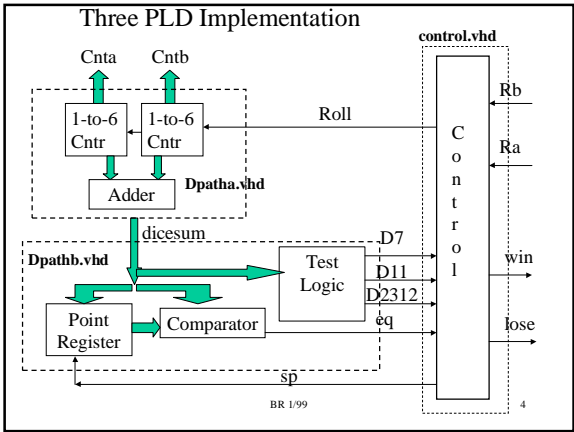 Three PLD Implementation
control.vhd
Cnta
Cntb
Rb
1-to-6
Cntr
1-to-6
Cntr
Roll
C
o
n
t
r
o
l
Ra
Adder
Dpatha.vhd
dicesum
Dpathb.vhd
D7
Test
Logic
D11
D2312
win
Point
Register
Comparator
eq
lose
sp
BR 1/99
4